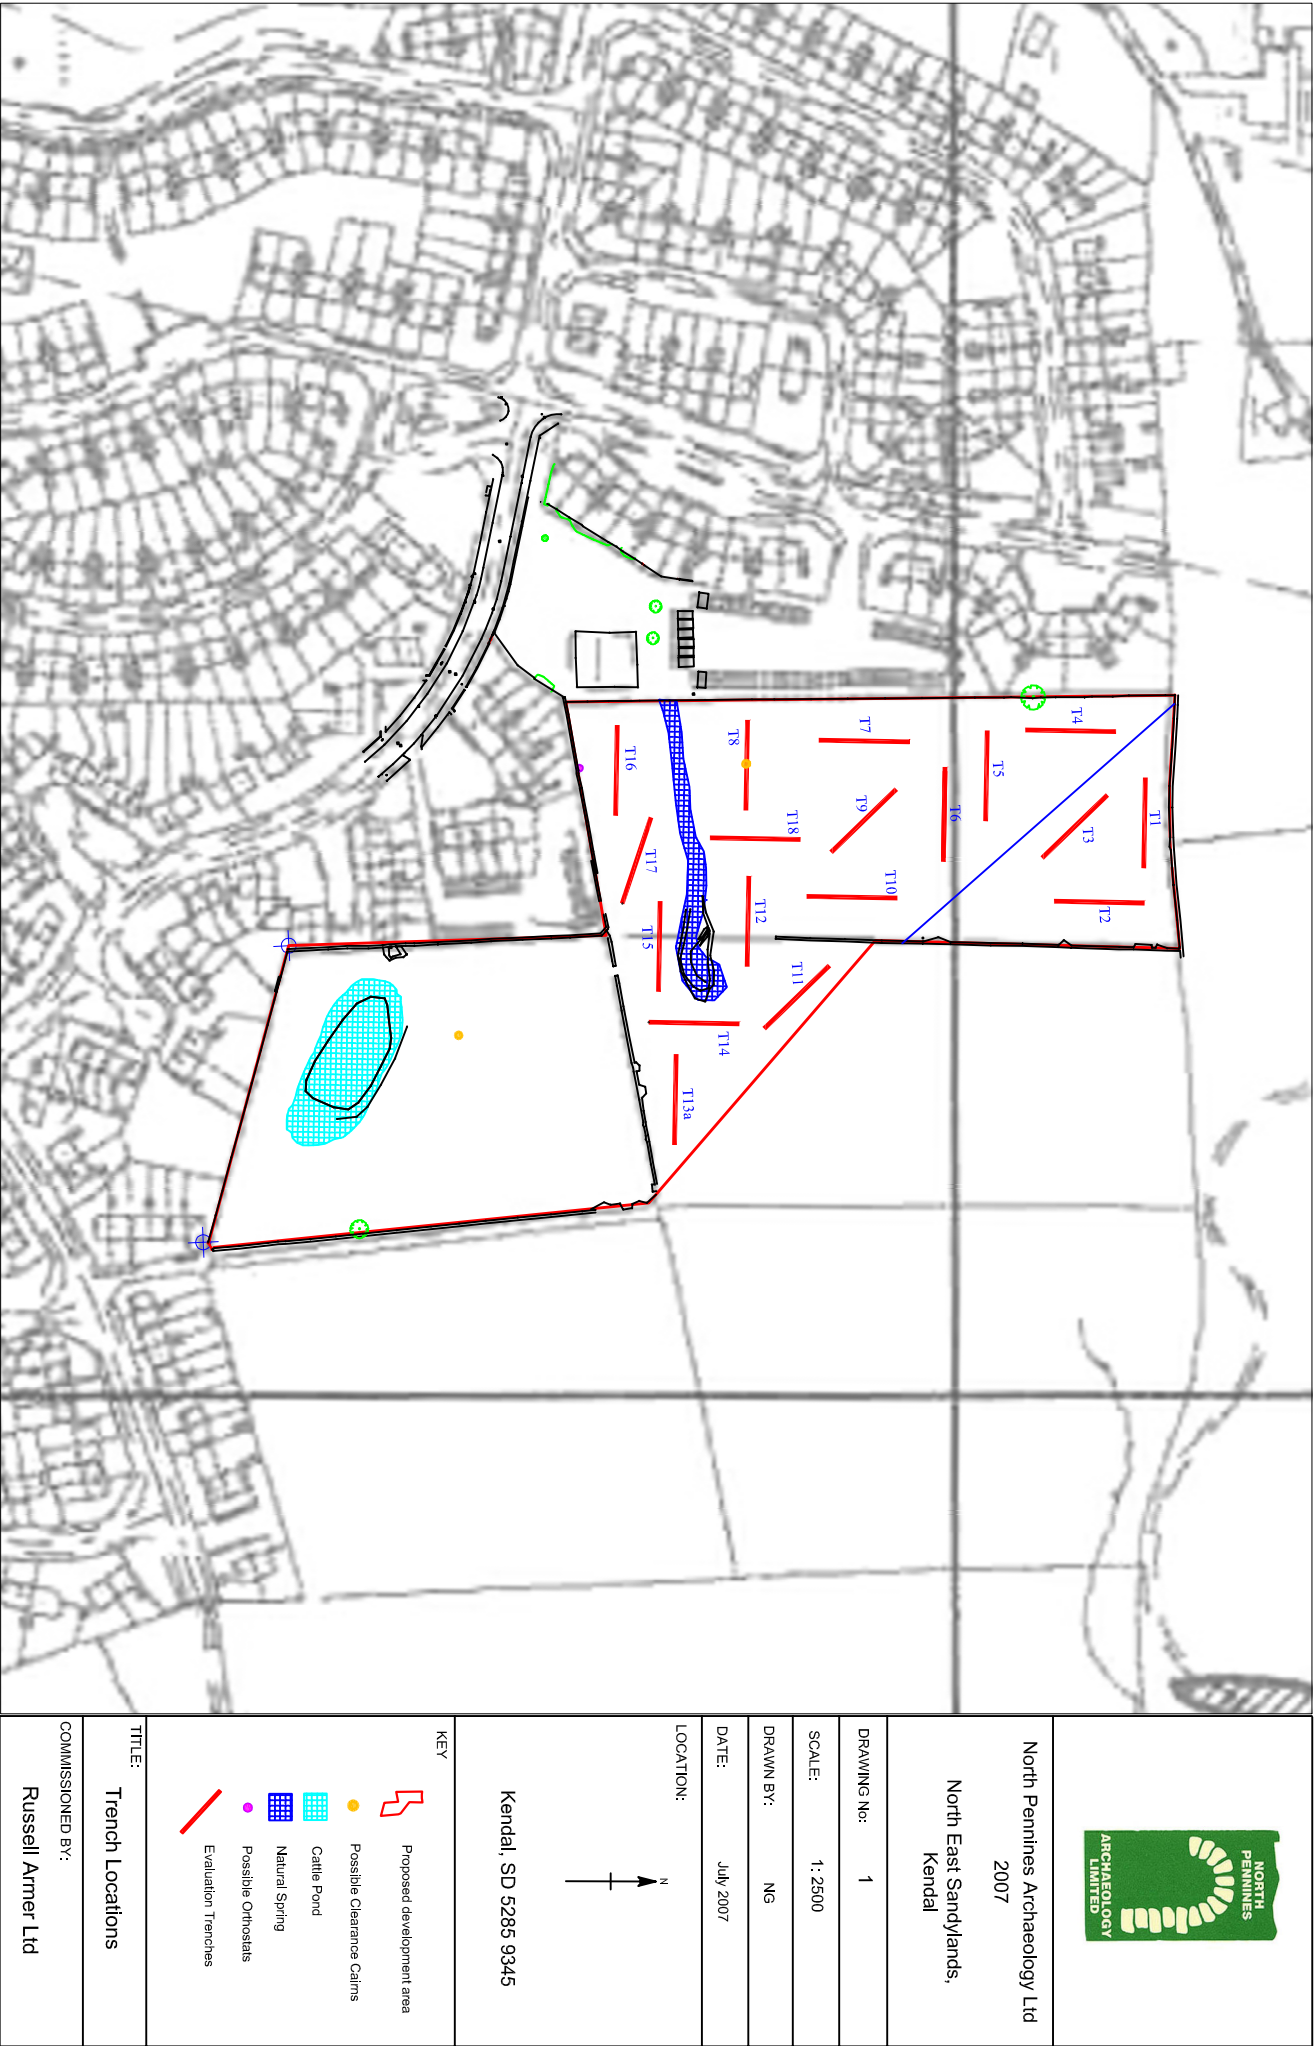 NORTH
PENNINES
ARCHAEOLOGY
LIMITED
North Pennines Archaeology Ltd
2007
North East Sandylands,
Kendal
DRAWING No: 1
SCALE: 1: 2500
DRAWN BY: NG
DATE: July 2007
LOCATION:
N
Kendal, SD 5285 9345
KEY
Proposed development area
Possible Clearance Cairns
Cattle Pond
Natural Spring
Possible Orthostats
Evaluation Trenches
TITLE:
Trench Locations
COMMISSIONED BY:
Russell Armer Ltd
T1
T4
T3
T2
T5
T6
T7
T9
T10
T8
T18
T12
T11
T16
T17
T15
T14
T13a